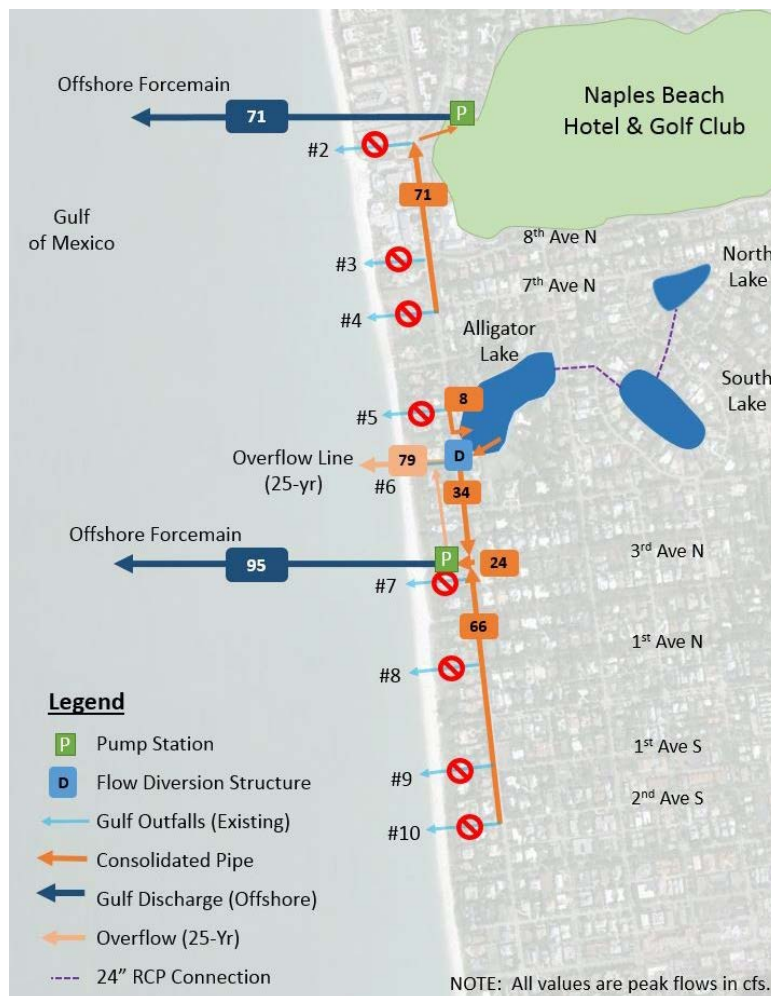 Offshore Forcemain
71
P
Naples Beach
Hotel & Golf Club
#2
71
Gulf
of Mexico
8th Ave N
#3
7th Ave N
North
Lake
#4
Alligator
Lake
South
Lake
8
#5
D
79
Overflow Line
(25-yr)
#6
34
Offshore Forcemain
3rd Ave N
95
P
24
#7
66
1st Ave N
#8
Legend
P Pump Station
D Flow Diversion Structure
Gulf Outfalls (Existing)
Consolidated Pipe
Gulf Discharge (Offshore)
Overflow (25-Yr)
24” RCP Connection
1st Ave S
#9
2nd Ave S
#10
NOTE: All values are peak flows in cfs.